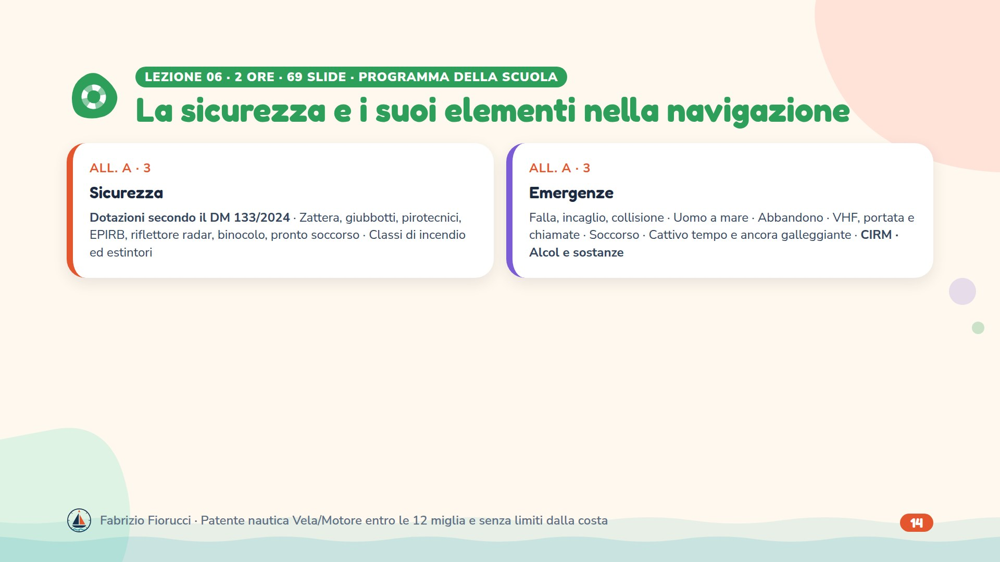 LEZIONE 06 · 2 ORE · 69 SLIDE · PROGRAMMA DELLA SCUOLA
La sicurezza e i suoi elementi nella navigazione
ALL. A · 3
Sicurezza
Dotazioni secondo il DM 133/2024 · Zattera, giubbotti, pirotecnici,
EPIRB, riflettore radar, binocolo, pronto soccorso · Classi di incendio
ed estintori
ALL. A · 3
Emergenze
Falla, incaglio, collisione · Uomo a mare · Abbandono · VHF, portata e
chiamate · Soccorso · Cattivo tempo e ancora galleggiante · CIRM ·
Alcol e sostanze
Fabrizio Fiorucci · Patente nautica Vela/Motore entro le 12 miglia e senza limiti dalla costa
14